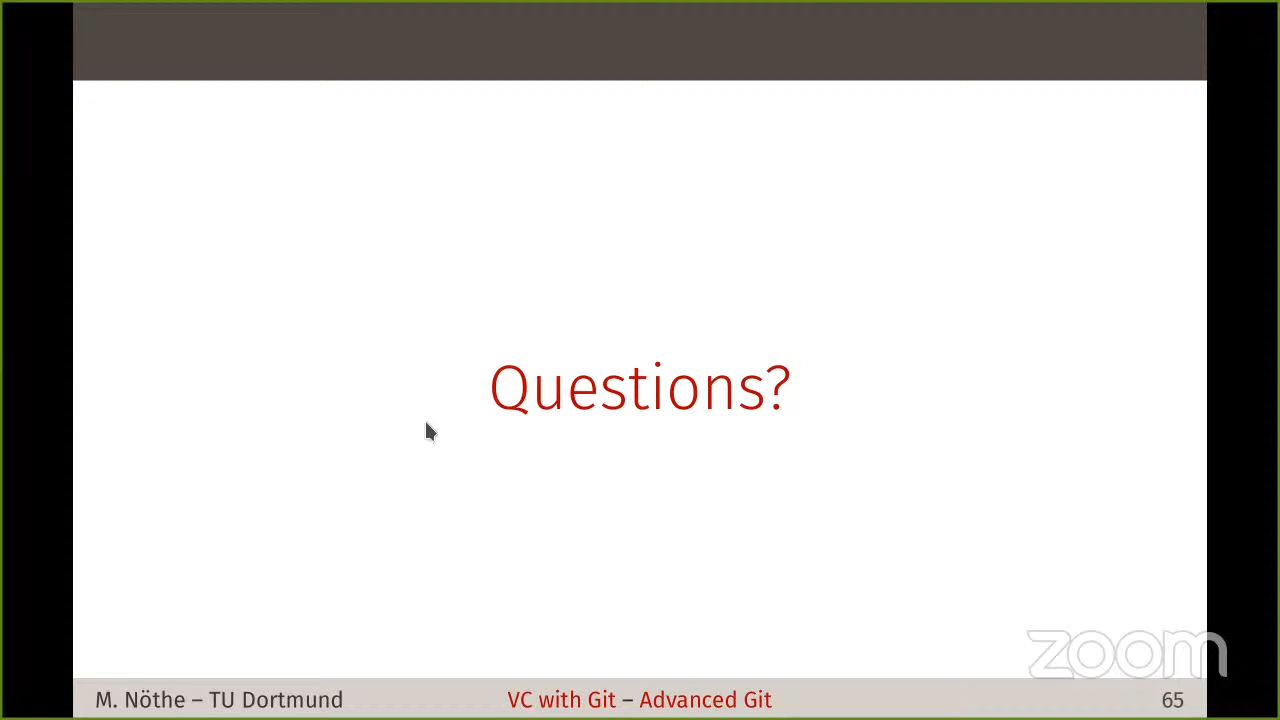 Questions?
zoom
M. Nöthe – TU Dortmund
VC with Git – Advanced Git
65